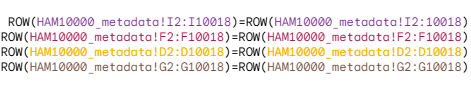 ROW(HAM10000_metadata!I2:I10018)=ROW(HAM10000_metadata!I2:10018)
ROW(HAM10000_metadata!F2:F10018)=ROW(HAM10000_metadata!F2:F10018)
ROW(HAM10000_metadata!D2:D10018)=ROW(HAM10000_metadata!D2:D10018)
ROW(HAM10000_metadata!G2:G10018)=ROW(HAM10000_metadata!G2:G10018)